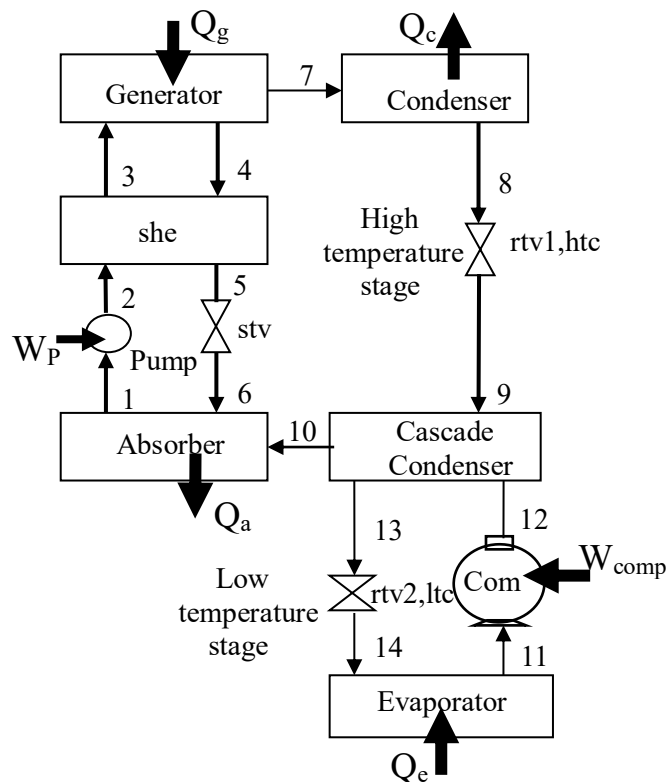 Qg
Qc
7
Generator
Condenser
3
4
8
High
temperature
stage
rtv1,htc
she
2
5
stv
WP
Pump
1
6
9
Absorber
10
Cascade
Condenser
Qa
13
12
Wcomp
Com
Low
temperature
stage
rtv2,ltc
14
11
Evaporator
Qe